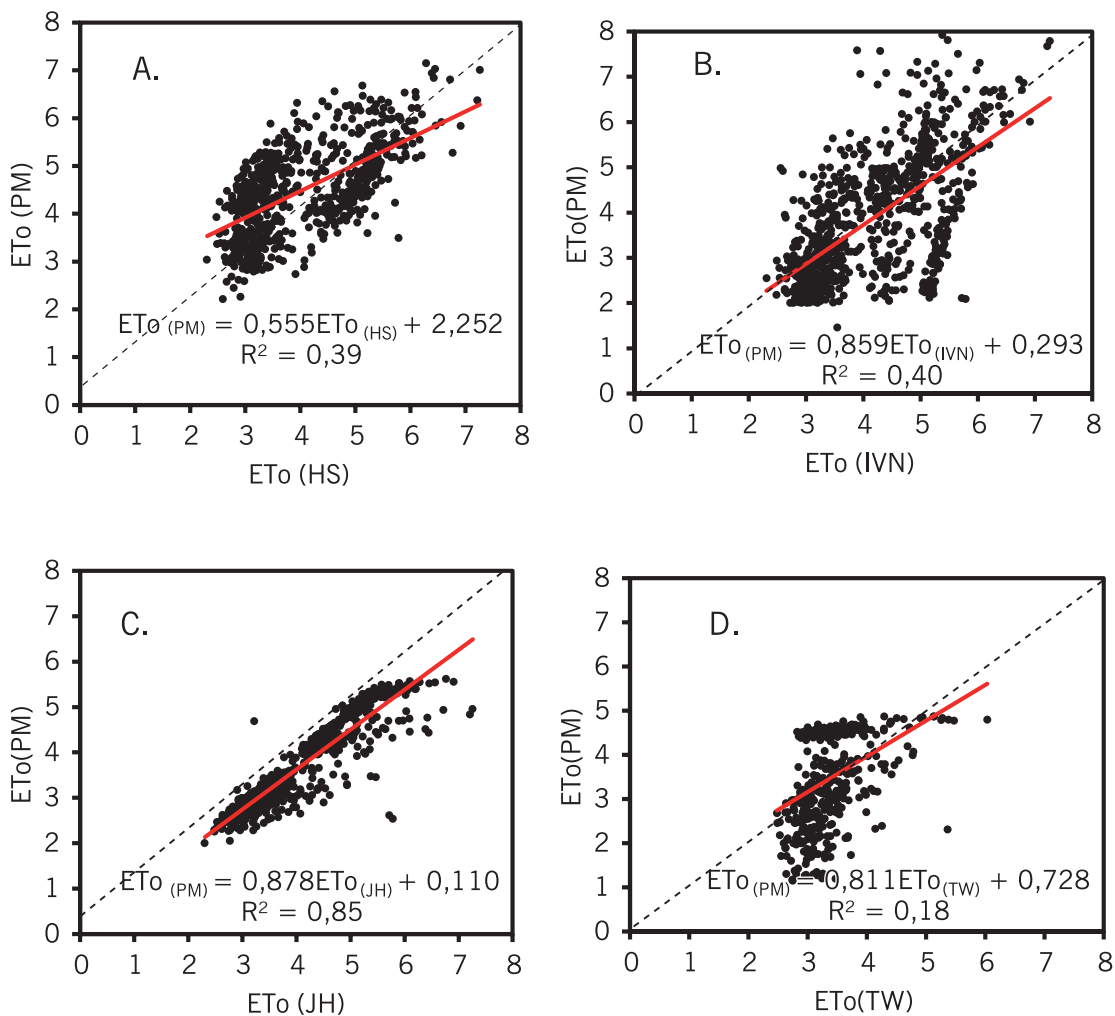 A.
ETo (PM)
8
7
6
5
4
3
2
1
0
ETo (PM) = 0,555ETo (HS) + 2,252
R² = 0,39
0 1 2 3 4 5 6 7 8
ETo (HS)
B.
ETo(PM)
8
7
6
5
4
3
2
1
0
ETo(PM) = 0,859ETo(IVN) + 0,293
R² = 0,40
0 1 2 3 4 5 6 7 8
ETo (IVN)
C.
ETo(PM)
8
7
6
5
4
3
2
1
0
ETo (PM) = 0,878ETo(JH) + 0,110
R² = 0,85
0 1 2 3 4 5 6 7 8
ETo (JH)
D.
ETo(PM)
8
7
6
5
4
3
2
1
0
ETo (PM) = 0,811ETo(TW) + 0,728
R² = 0,18
0 1 2 3 4 5 6 7 8
ETo(TW)